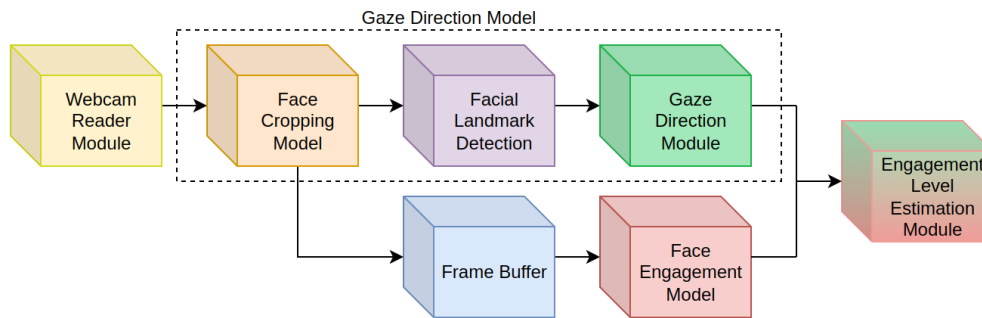 Gaze Direction Model
Webcam
Reader
Module
Face
Cropping
Model
Facial
Landmark
Detection
Gaze
Direction
Module
Engagement
Level
Estimation
Module
Frame Buffer
Face
Engagement
Model